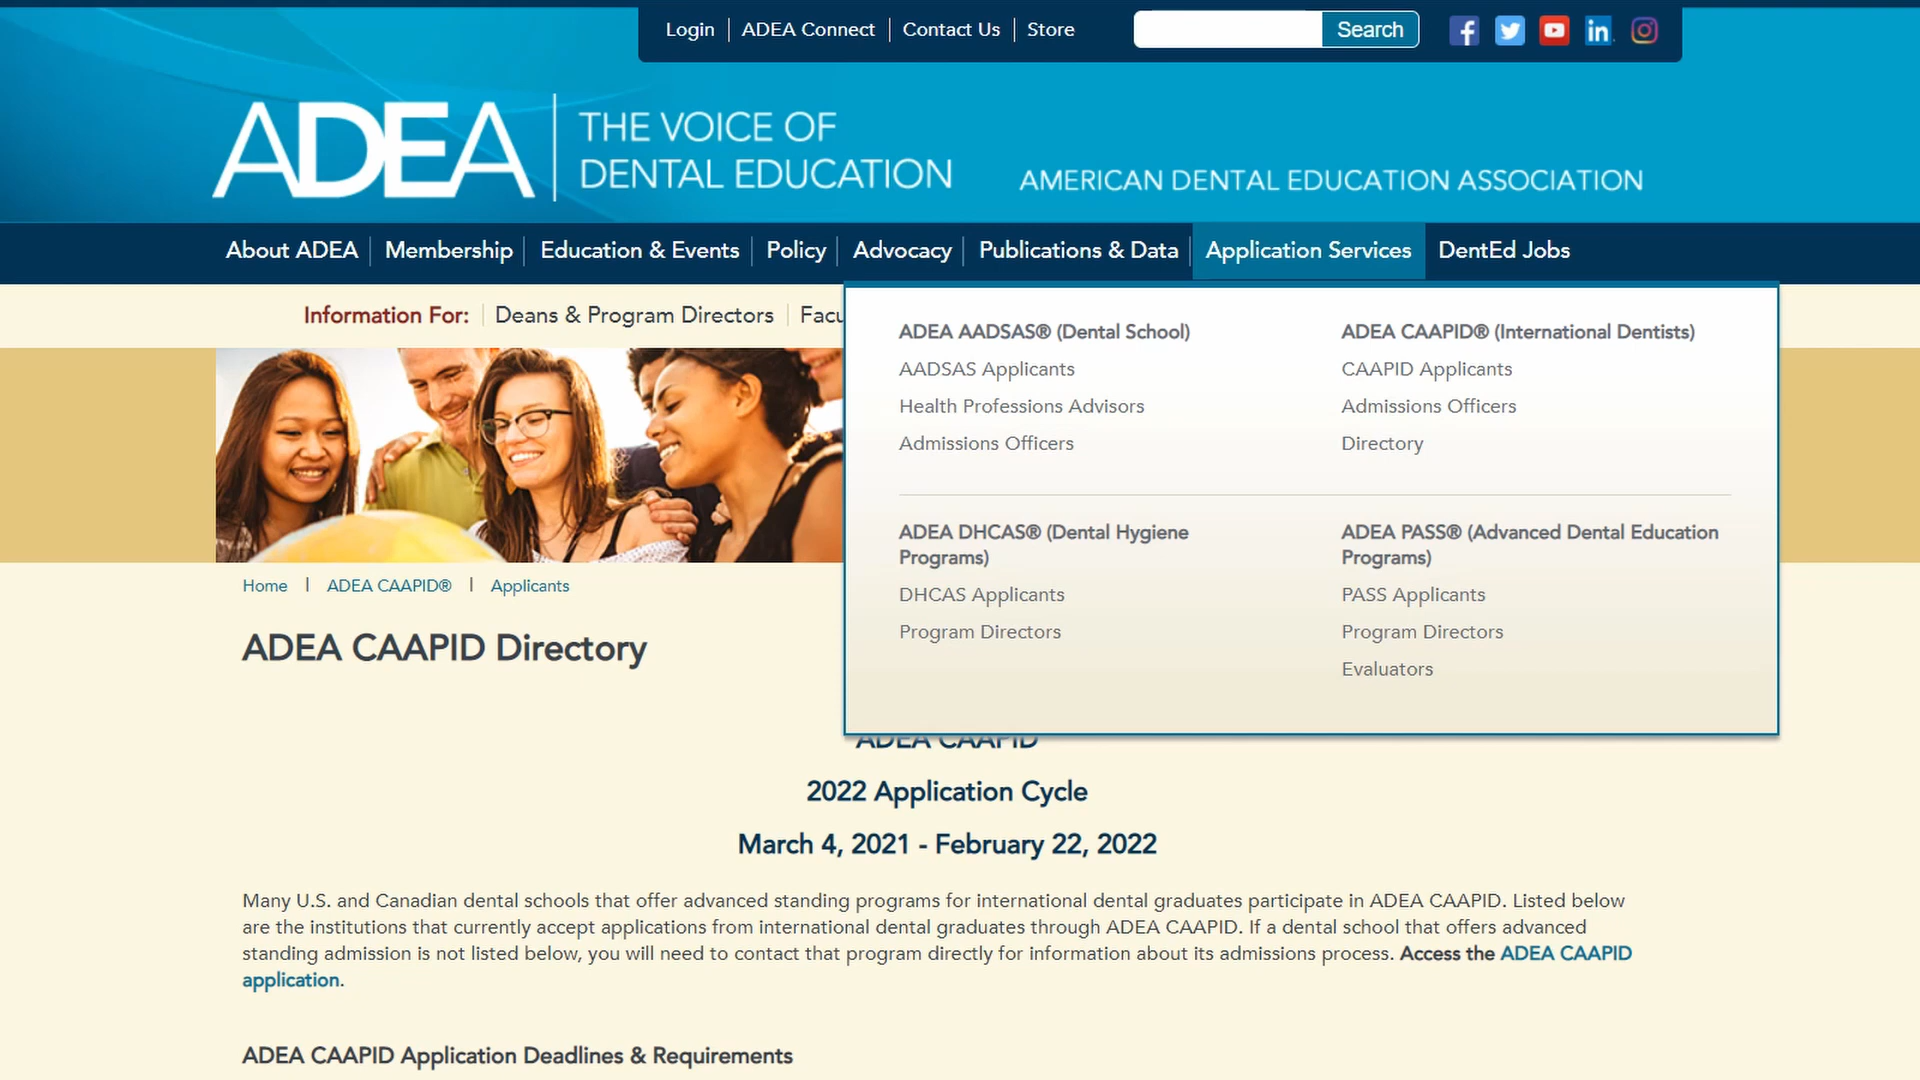 Login
ADEA Connect
Contact Us
Store
Search
ADEA
THE VOICE OF
DENTAL EDUCATION
AMERICAN DENTAL EDUCATION ASSOCIATION
About ADEA
Membership
Education & Events
Policy
Advocacy
Publications & Data
Application Services
DentEd Jobs
Information For:
Deans & Program Directors
ADEA AADSAS® (Dental School)
AADSAS Applicants
Health Professions Advisors
Admissions Officers
ADEA CAAPID® (International Dentists)
CAAPID Applicants
Admissions Officers
Directory
ADEA DHCAS® (Dental Hygiene
Programs)
DHCAS Applicants
Program Directors
ADEA PASS® (Advanced Dental Education
Programs)
PASS Applicants
Program Directors
Evaluators
Home | ADEA CAAPID® | Applicants
ADEA CAAPID Directory
ADEA CAAPID
2022 Application Cycle
March 4, 2021 - February 22, 2022
Many U.S. and Canadian dental schools that offer advanced standing programs for international dental graduates participate in ADEA CAAPID. Listed below
are the institutions that currently accept applications from international dental graduates through ADEA CAAPID. If a dental school that offers advanced
standing admission is not listed below, you will need to contact that program directly for information about its admissions process. Access the ADEA CAAPID
application.
ADEA CAAPID Application Deadlines & Requirements